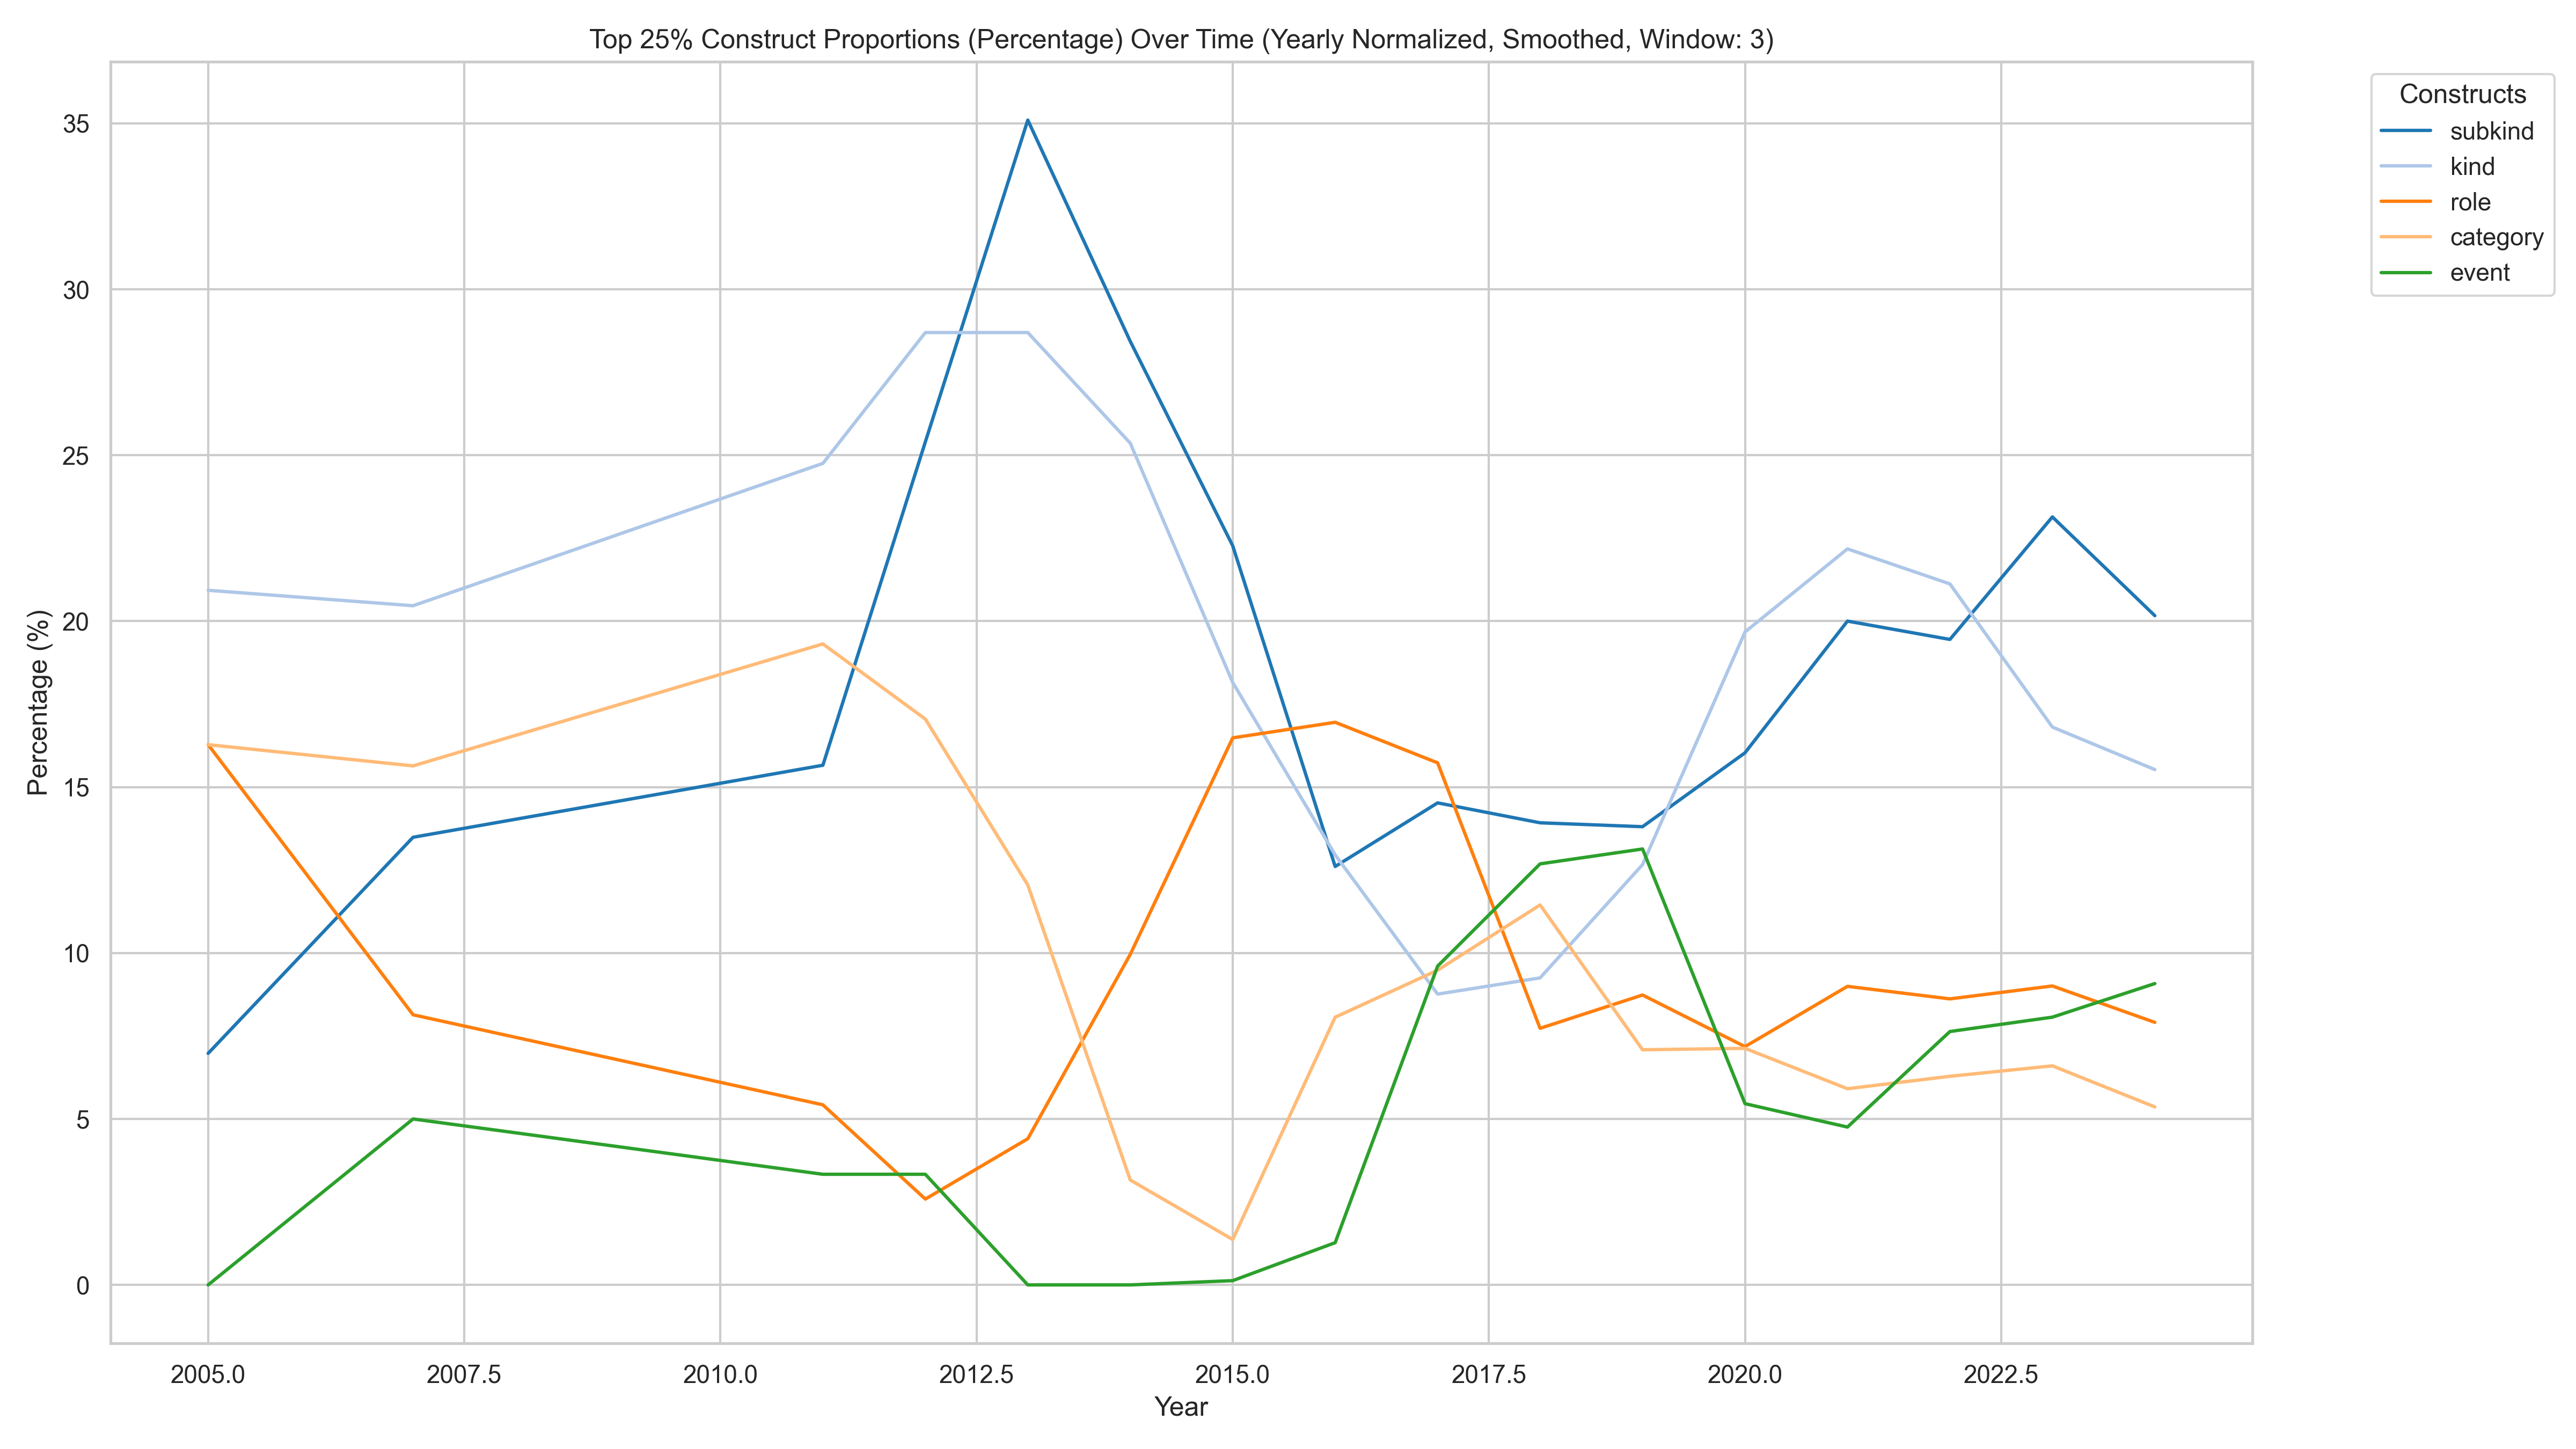 Top 25% Construct Proportions (Percentage) Over Time (Yearly Normalized, Smoothed, Window: 3)
Constructs
subkind
kind
role
category
event
Percentage (%)
35
30
25
20
15
10
5
0
2005.0 2007.5 2010.0 2012.5 2015.0 2017.5 2020.0 2022.5
Year